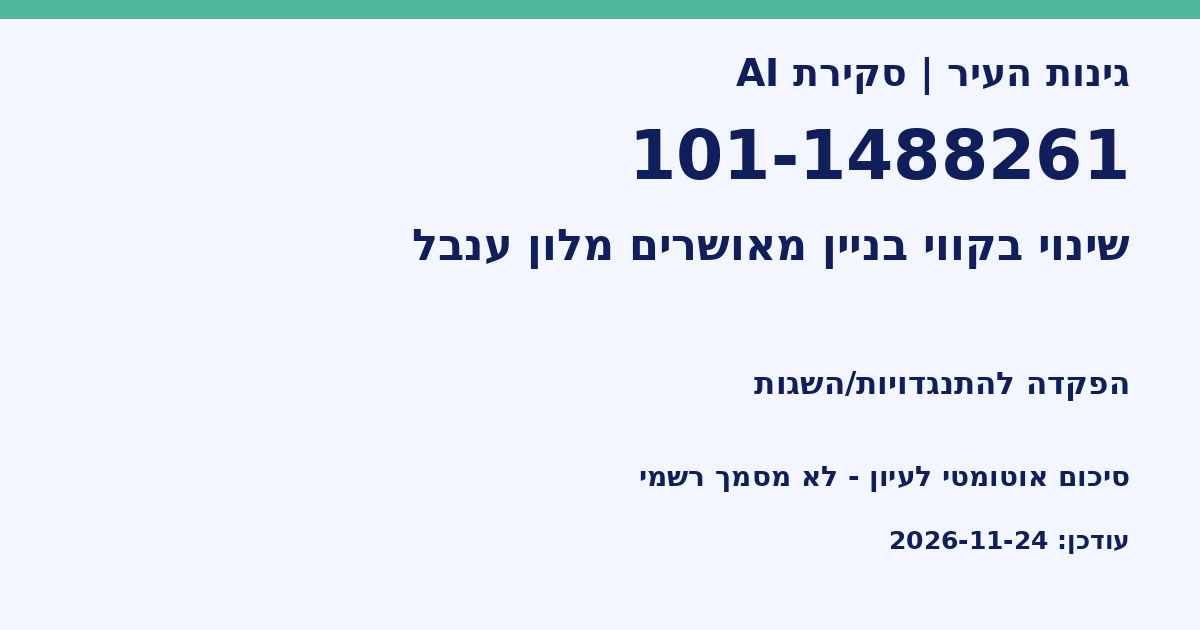 גינות העיר | סקירת AI
101-1488261
שינוי בקווי בניין מאושרים מלון ענבל
הפקדה להתנגדויות/השגות
סיכום אוטומטי לעיון - לא מסמך רשמי
עודכן: 2026-11-24